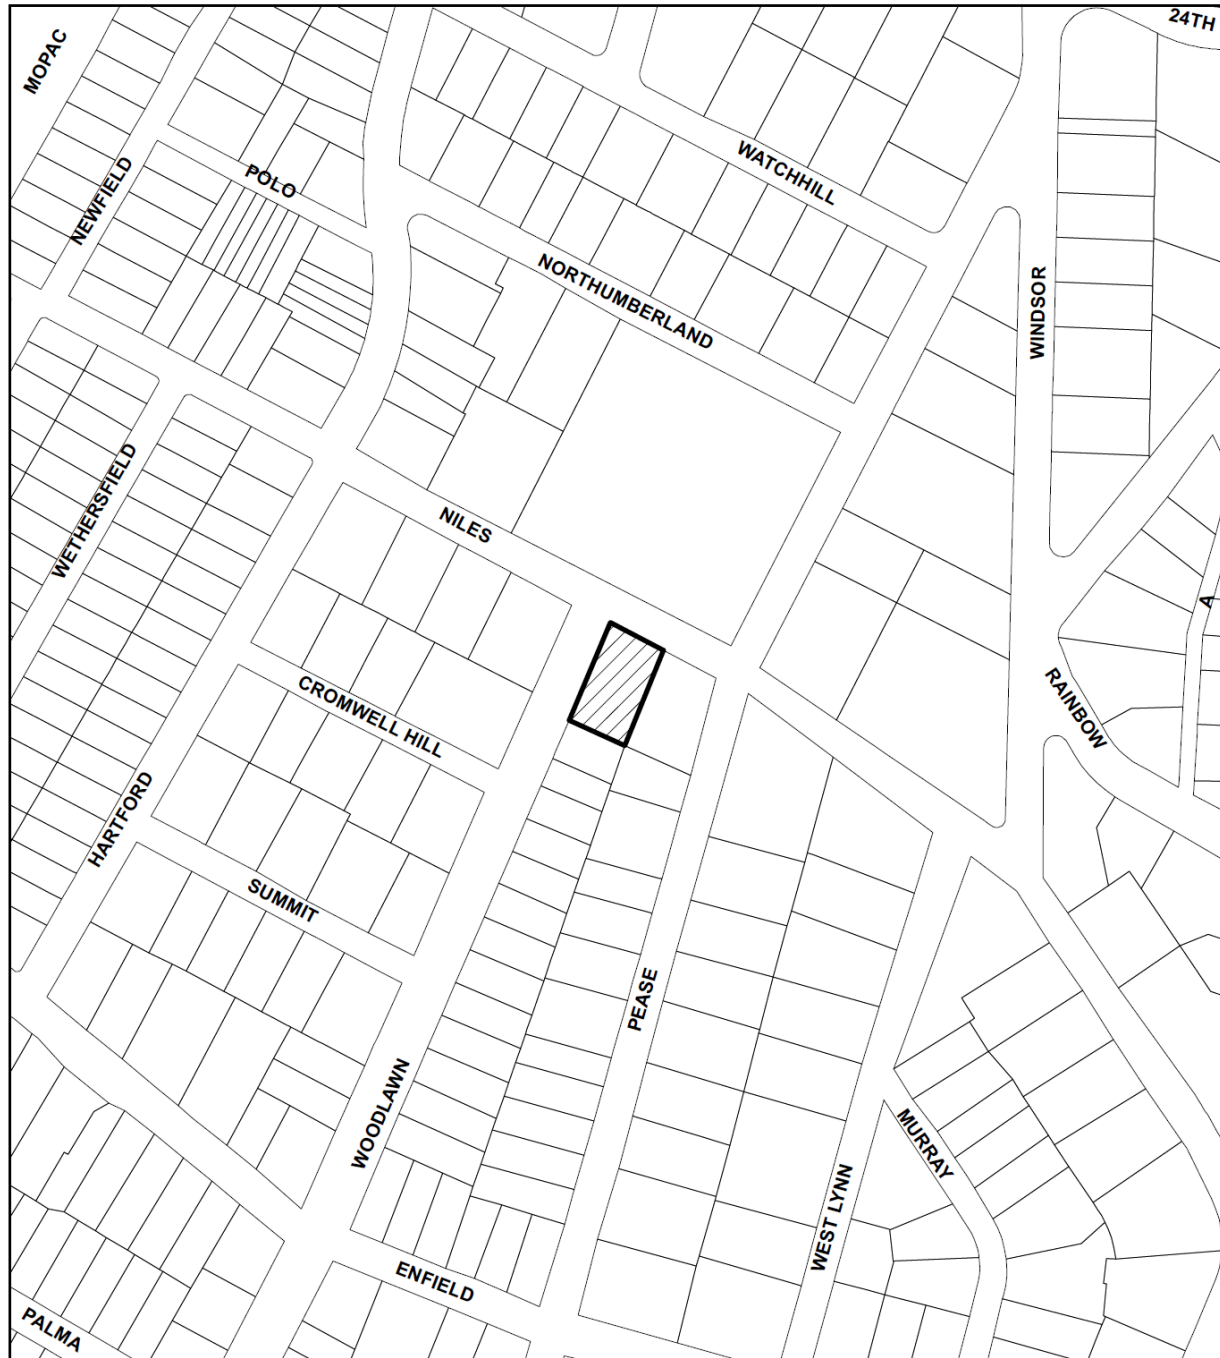 24TH
MOPAC
WATCHHILL
POLO
NEWFIELD
NORTHUMBERLAND
WINDSOR
WETHERSFIELD
NILES
A
RAINBOW
CROMWELL HILL
HARTFORD
SUMMIT
PEASE
WOODLAWN
MURRAY
WEST LYNN
ENFIELD
PALMA